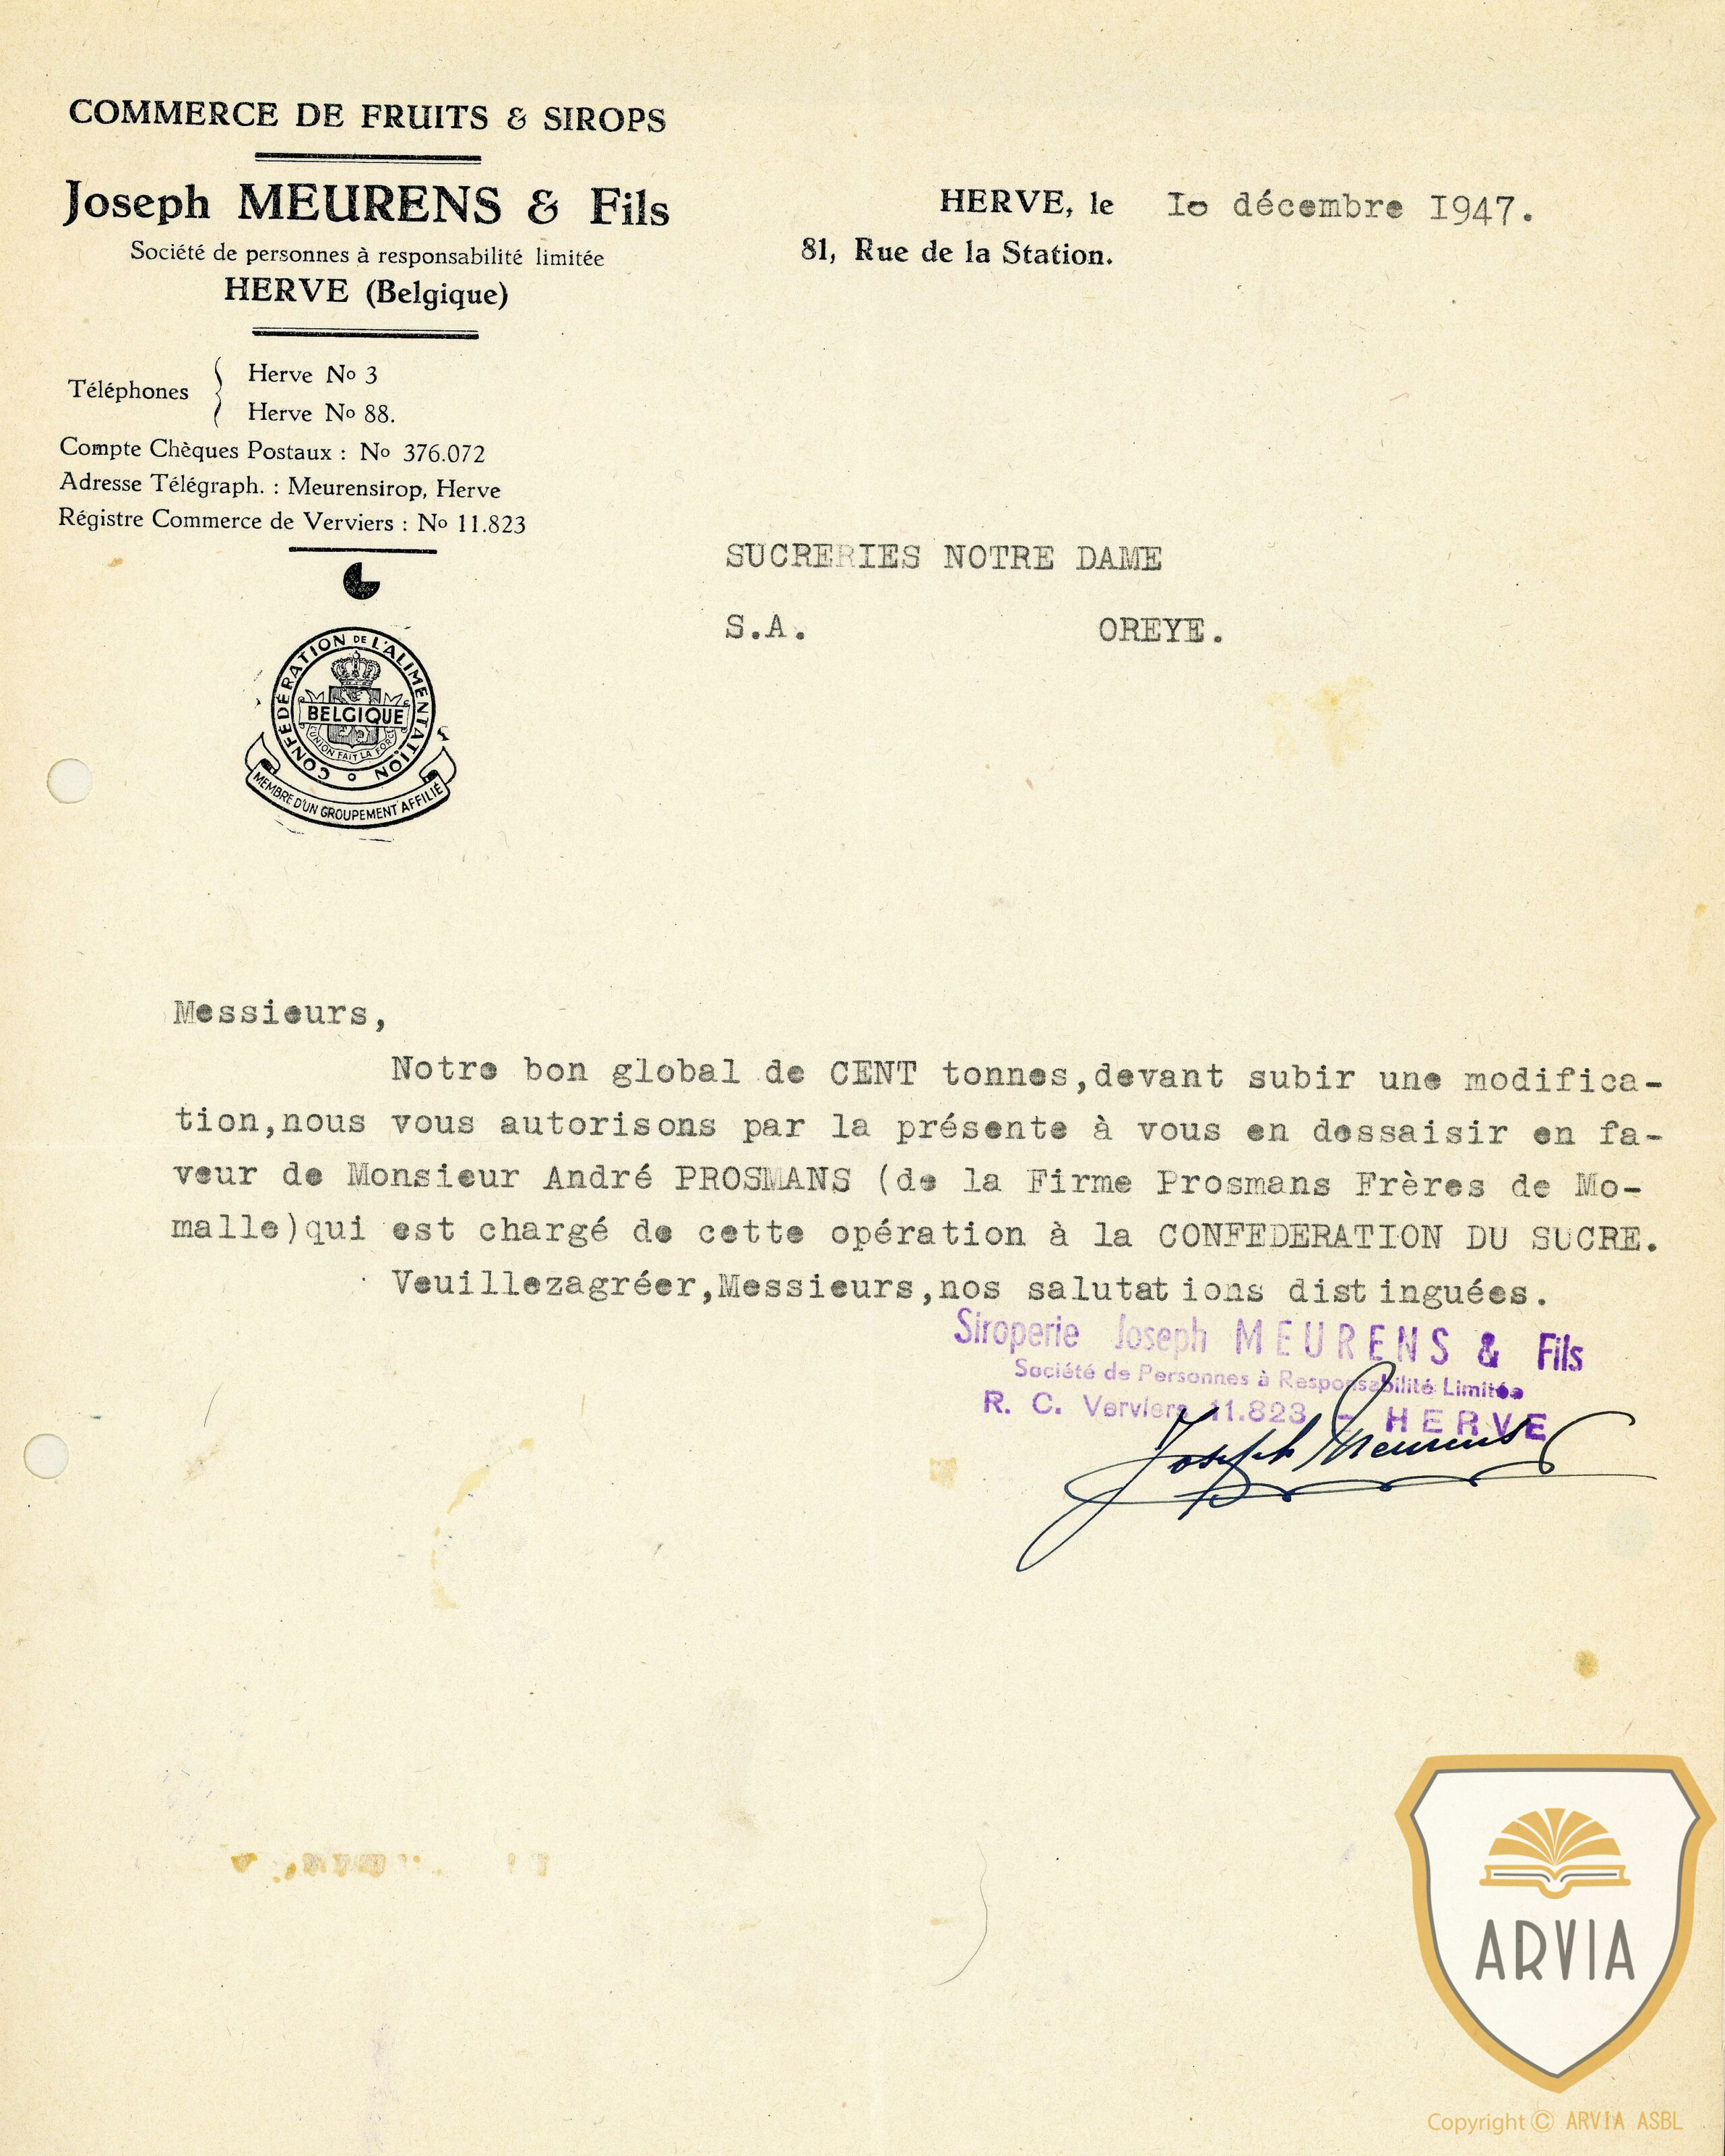 COMMERCE DE FRUITS & SIROPS
Joseph MEURENS & Fils
Société de personnes à responsabilité limitée
HERVE (Belgique)
HERVE, le Io décembre I947.
81, Rue de la Station.
Téléphones
Herve No 3
Herve No 88.
Compte Chèques Postaux : No 376.072
Adresse Télégraph. : Meurensirop, Herve
Régistre Commerce de Verviers : No 11.823
CONFÉDÉRATION DE L'ALIMENTATION
BELGIQUE
L'UNION FAIT LA FORCE
MEMBRE D'UN GROUPEMENT AFFILIÉ
SUCRERIES NOTRE DAME
S.A. OREYE.
Messieurs,
Notre bon global de CENT tonnes,devant subir une modifica-
tion,nous vous autorisons par la présente à vous en dessaisir en fa-
veur de Monsieur André PROSMANS (de la Firme Prosmans Frères de Mo-
malle)qui est chargé de cette opération à la CONFEDERATION DU SUCRE.
Veuillezagréer,Messieurs,nos salutations distinguées.
Siroperie Joseph MEURENS & Fils
Société de Personnes à Responsabilité Limitée
R. C. Verviers 11.823 - HERVE
Joseph Meurens
ARVIA
Copyright © ARVIA ASBL